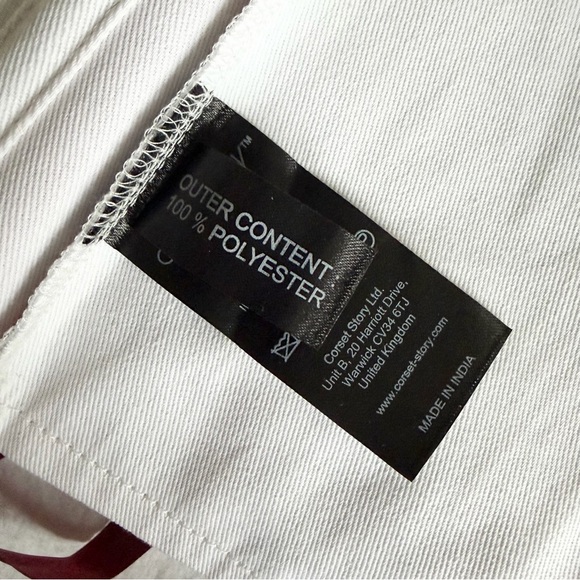 OUTER CONTENT
100 % POLYESTER
Corset Story Ltd.
Unit B, 20 Harriott Drive,
Warwick CV34 6TJ
United Kingdom
www.corset-story.com
MADE IN INDIA